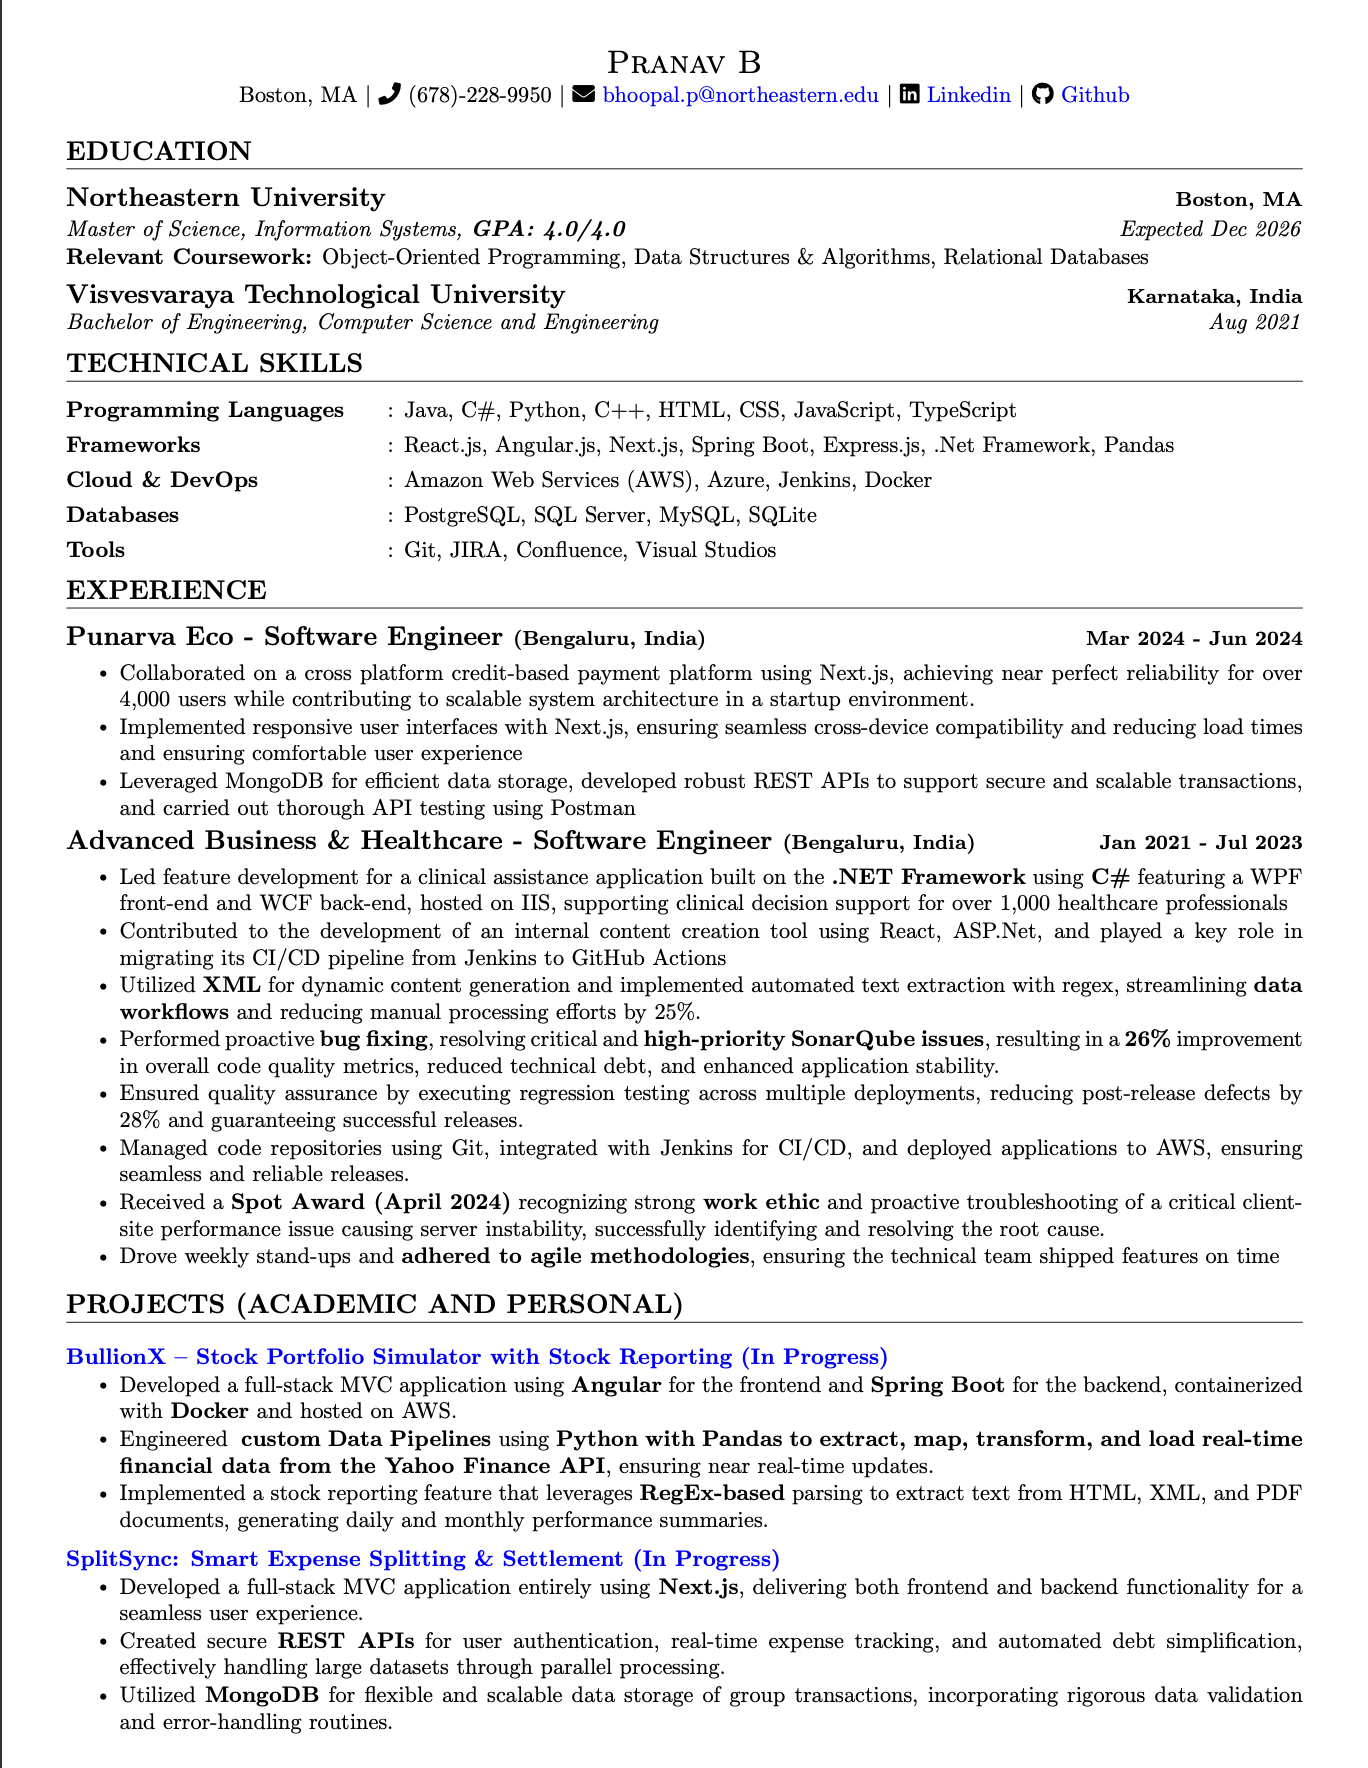 Pranav B
Boston, MA | (678)-228-9950 | bhoopal.p@northeastern.edu | Linkedin | Github
EDUCATION
Northeastern University Boston, MA
Master of Science, Information Systems, GPA: 4.0/4.0 Expected Dec 2026
Relevant Coursework: Object-Oriented Programming, Data Structures & Algorithms, Relational Databases
Visvesvaraya Technological University Karnataka, India
Bachelor of Engineering, Computer Science and Engineering Aug 2021
TECHNICAL SKILLS
Programming Languages : Java, C#, Python, C++, HTML, CSS, JavaScript, TypeScript
Frameworks : React.js, Angular.js, Next.js, Spring Boot, Express.js, .Net Framework, Pandas
Cloud & DevOps : Amazon Web Services (AWS), Azure, Jenkins, Docker
Databases : PostgreSQL, SQL Server, MySQL, SQLite
Tools : Git, JIRA, Confluence, Visual Studios
EXPERIENCE
Punarva Eco - Software Engineer (Bengaluru, India) Mar 2024 - Jun 2024
• Collaborated on a cross platform credit-based payment platform using Next.js, achieving near perfect reliability for over
4,000 users while contributing to scalable system architecture in a startup environment.
• Implemented responsive user interfaces with Next.js, ensuring seamless cross-device compatibility and reducing load times
and ensuring comfortable user experience
• Leveraged MongoDB for efficient data storage, developed robust REST APIs to support secure and scalable transactions,
and carried out thorough API testing using Postman
Advanced Business & Healthcare - Software Engineer (Bengaluru, India) Jan 2021 - Jul 2023
• Led feature development for a clinical assistance application built on the .NET Framework using C# featuring a WPF
front-end and WCF back-end, hosted on IIS, supporting clinical decision support for over 1,000 healthcare professionals
• Contributed to the development of an internal content creation tool using React, ASP.Net, and played a key role in
migrating its CI/CD pipeline from Jenkins to GitHub Actions
• Utilized XML for dynamic content generation and implemented automated text extraction with regex, streamlining data
workflows and reducing manual processing efforts by 25%.
• Performed proactive bug fixing, resolving critical and high-priority SonarQube issues, resulting in a 26% improvement
in overall code quality metrics, reduced technical debt, and enhanced application stability.
• Ensured quality assurance by executing regression testing across multiple deployments, reducing post-release defects by
28% and guaranteeing successful releases.
• Managed code repositories using Git, integrated with Jenkins for CI/CD, and deployed applications to AWS, ensuring
seamless and reliable releases.
• Received a Spot Award (April 2024) recognizing strong work ethic and proactive troubleshooting of a critical client-
site performance issue causing server instability, successfully identifying and resolving the root cause.
• Drove weekly stand-ups and adhered to agile methodologies, ensuring the technical team shipped features on time
PROJECTS (ACADEMIC AND PERSONAL)
BullionX – Stock Portfolio Simulator with Stock Reporting (In Progress)
• Developed a full-stack MVC application using Angular for the frontend and Spring Boot for the backend, containerized
with Docker and hosted on AWS.
• Engineered custom Data Pipelines using Python with Pandas to extract, map, transform, and load real-time
financial data from the Yahoo Finance API, ensuring near real-time updates.
• Implemented a stock reporting feature that leverages RegEx-based parsing to extract text from HTML, XML, and PDF
documents, generating daily and monthly performance summaries.
SplitSync: Smart Expense Splitting & Settlement (In Progress)
• Developed a full-stack MVC application entirely using Next.js, delivering both frontend and backend functionality for a
seamless user experience.
• Created secure REST APIs for user authentication, real-time expense tracking, and automated debt simplification,
effectively handling large datasets through parallel processing.
• Utilized MongoDB for flexible and scalable data storage of group transactions, incorporating rigorous data validation
and error-handling routines.